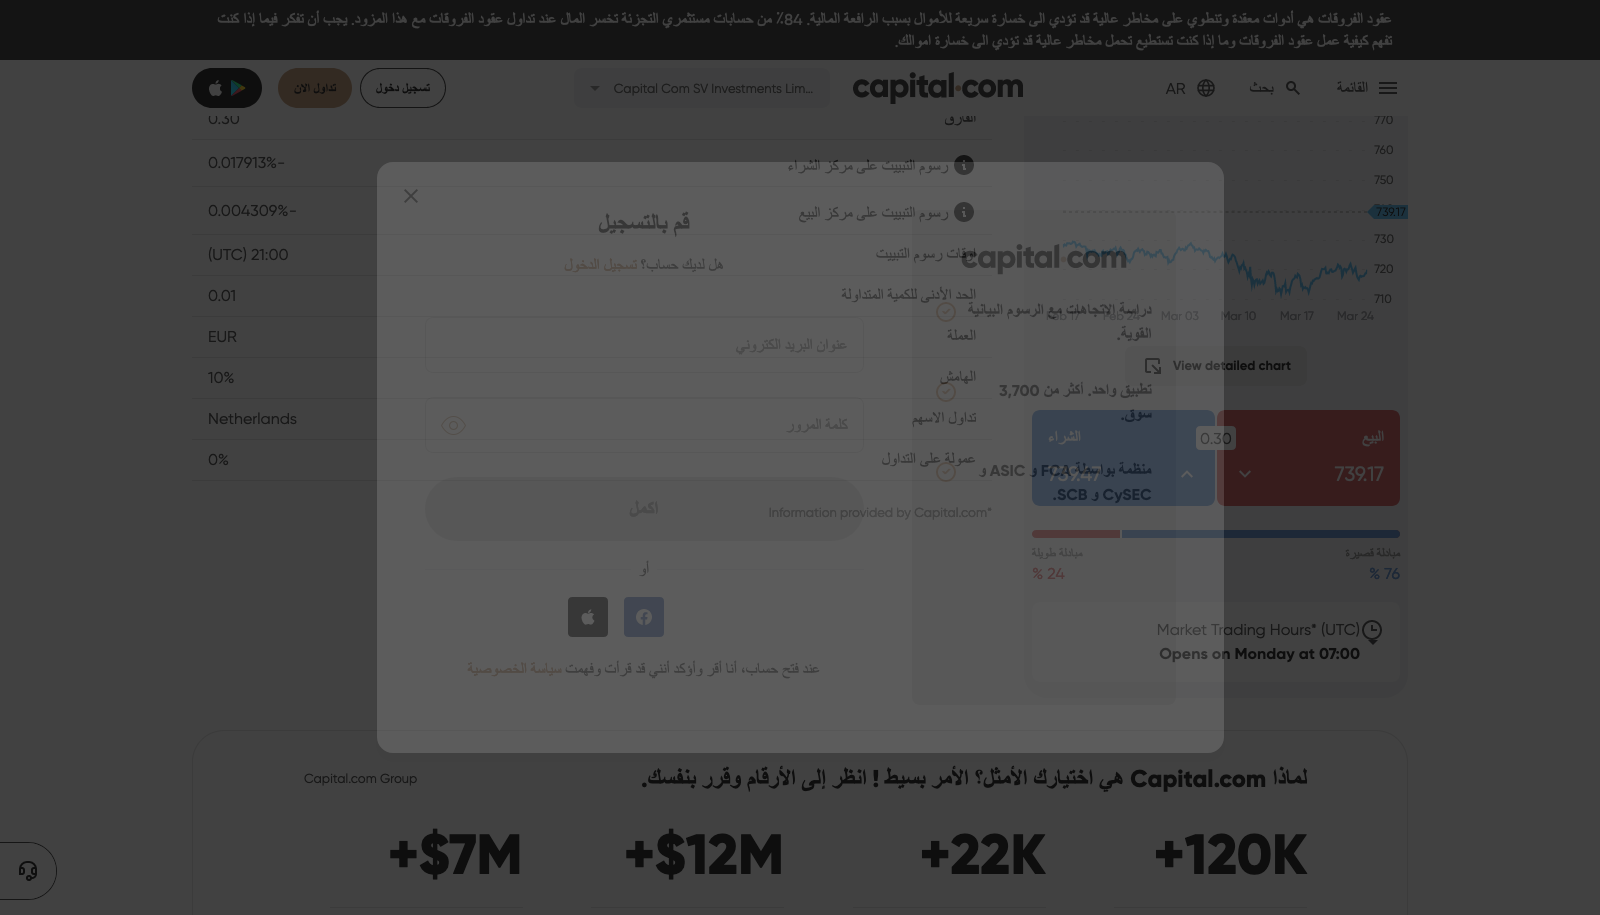 عقود الفروقات هي أدوات معقدة وتنطوي على مخاطر عالية قد تؤدي الى خسارة سريعة للأموال بسبب الرافعة المالية. 84٪ من حسابات مستثمري التجزئة تخسر المال عند تداول عقود الفروقات مع هذا المزود. يجب أن تفكر فيما إذا كنت
تفهم كيفية عمل عقود الفروقات وما إذا كنت تستطيع تحمل مخاطر عالية قد تؤدي الى خسارة اموالك.
القائمة
بحث
AR
capital.com
Capital Com SV Investments Lim...
تسجيل دخول
تداول الان
770
760
750
739.17
730
720
710
Feb 17 Feb 24 Mar 03 Mar 10 Mar 17 Mar 24
View detailed chart
البيع
739.17
0.30
الشراء
739.47
مبادلة قصيرة
76 %
مبادلة طويلة
24 %
Market Trading Hours* (UTC)
Opens on Monday at 07:00
الفارق
0.30
رسوم التبييت على مركز الشراء
-0.017913%
رسوم التبييت على مركز البيع
-0.004309%
اوقات رسوم التبييت
21:00 (UTC)
الحد الأدنى للكمية المتداولة
0.01
العملة
EUR
الهامش
10%
تداول الاسهم
Netherlands
عمولة على التداول
0%
Information provided by Capital.com*
قم بالتسجيل
هل لديك حساب؟ تسجيل الدخول
عنوان البريد الكتروني
كلمة المرور
اكمل
أو
عند فتح حساب، أنا أقر وأؤكد أنني قد قرأت وفهمت سياسة الخصوصية
capital.com
دراسة الاتجاهات مع الرسوم البيانية
القوية.
تطبيق واحد. أكثر من 3,700
سوق.
منظمة بواسطة FCA و ASIC و
CySEC و SCB.
لماذا Capital.com هي اختيارك الأمثل؟ الأمر بسيط ! انظر إلى الأرقام وقرر بنفسك.
Capital.com Group
+120K
+22K
+$12M
+$7M